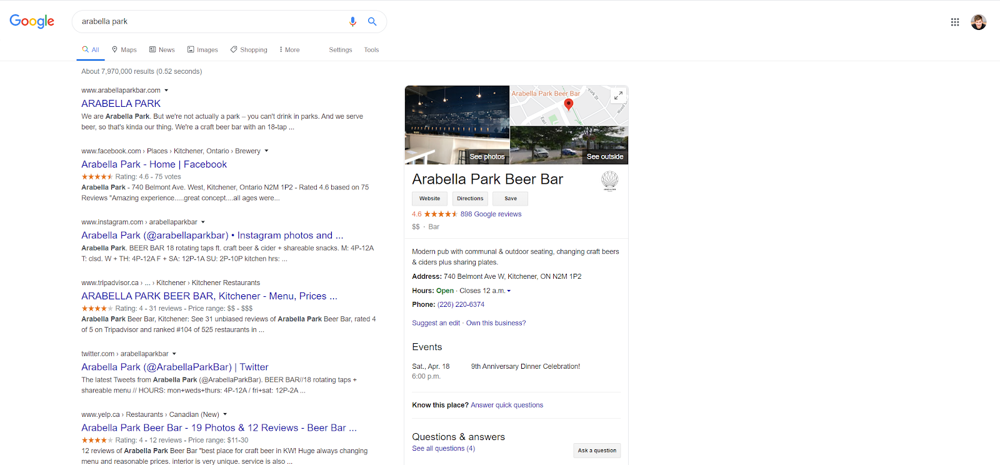 Google
arabella park
All Maps News Images Shopping More Settings Tools
About 7,970,000 results (0.52 seconds)
www.arabellaparkbar.com
ARABELLA PARK
We are Arabella Park. But we're not actually a park – you can't drink in parks. And we serve
beer, so that's kinda our thing. We're a craft beer bar with an 18-tap ...
www.facebook.com › Places › Kitchener, Ontario › Brewery
Arabella Park - Home | Facebook
Rating: 4.6 - 75 votes
Arabella Park - 740 Belmont Ave. West, Kitchener, Ontario N2M 1P2 - Rated 4.6 based on 75
Reviews "Amazing experience.....great concept....all ages were...
www.instagram.com › arabellaparkbar
Arabella Park (@arabellaparkbar) • Instagram photos and ...
Arabella Park. BEER BAR 18 rotating taps ft. craft beer & cider + shareable snacks. M: 4P-12A
T: clsd. W + TH: 4P-12A F + SA: 12P-1A SU: 2P-10P kitchen hrs: ...
www.tripadvisor.ca › ... › Kitchener › Kitchener Restaurants
ARABELLA PARK BEER BAR, Kitchener - Menu, Prices ...
Rating: 4 - 31 reviews - Price range: $$ - $$$
Arabella Park Beer Bar, Kitchener: See 31 unbiased reviews of Arabella Park Beer Bar, rated 4
of 5 on Tripadvisor and ranked #104 of 525 restaurants in ...
twitter.com › arabellaparkbar
Arabella Park (@ArabellaParkBar) | Twitter
The latest Tweets from Arabella Park (@ArabellaParkBar). BEER BAR//18 rotating taps +
shareable menu // HOURS: mon+weds+thurs: 4P-12A / fri+sat: 12P-2A ...
www.yelp.ca › Restaurants › Canadian (New)
Arabella Park Beer Bar - 19 Photos & 12 Reviews - Beer Bar ...
Rating: 4 - 12 reviews - Price range: $11-30
12 reviews of Arabella Park Beer Bar "best place for craft beer in KW! Huge always changing
menu and reasonable prices. interior is very unique. service is also ...
Arabella Park Beer Bar
York St
Earl
Wood L
See photos
See outside
Arabella Park Beer Bar
Website Directions Save
4.6 898 Google reviews
$$ · Bar
Modern pub with communal & outdoor seating, changing craft beers
& ciders plus sharing plates.
Address: 740 Belmont Ave W, Kitchener, ON N2M 1P2
Hours: Open · Closes 12 a.m.
Phone: (226) 220-6374
Suggest an edit · Own this business?
Events
Sat., Apr. 18 9th Anniversary Dinner Celebration!
6:00 p.m.
Know this place? Answer quick questions
Questions & answers
See all questions (4)
Ask a question